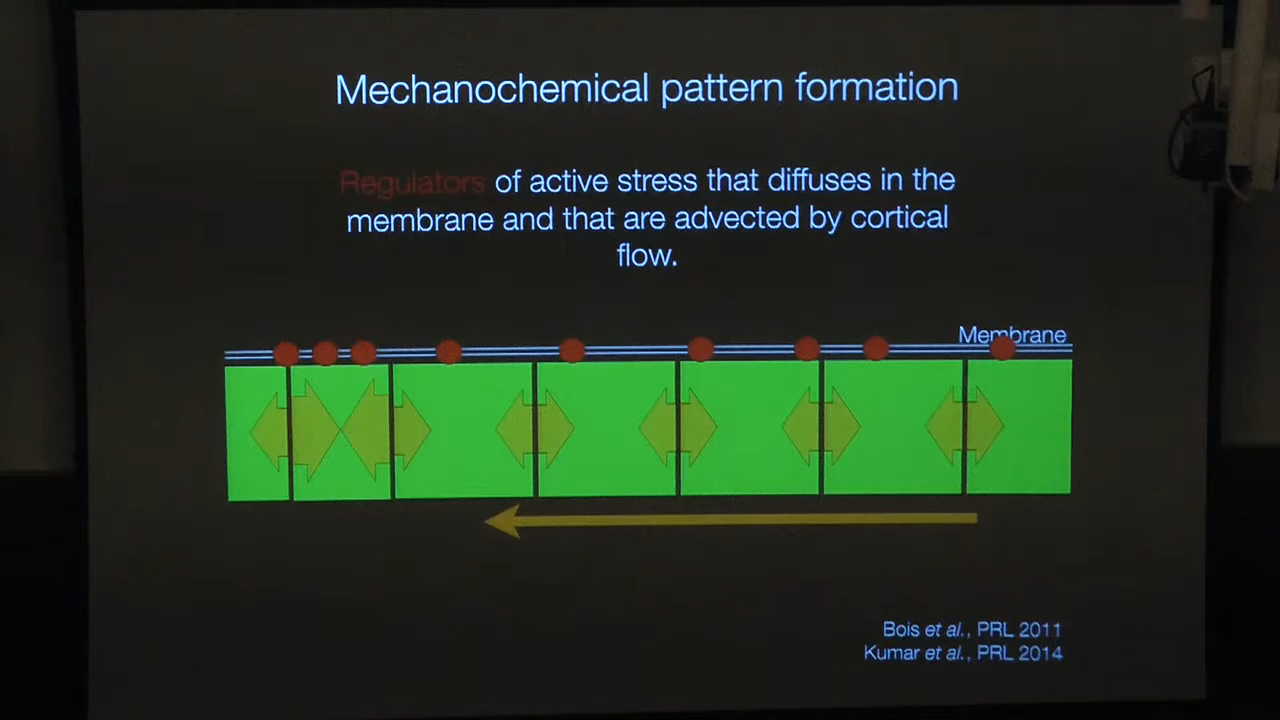 Mechanochemical pattern formation
Regulators of active stress that diffuses in the
membrane and that are advected by cortical
flow.
Membrane
Bois et al., PRL 2011
Kumar et al., PRL 2014